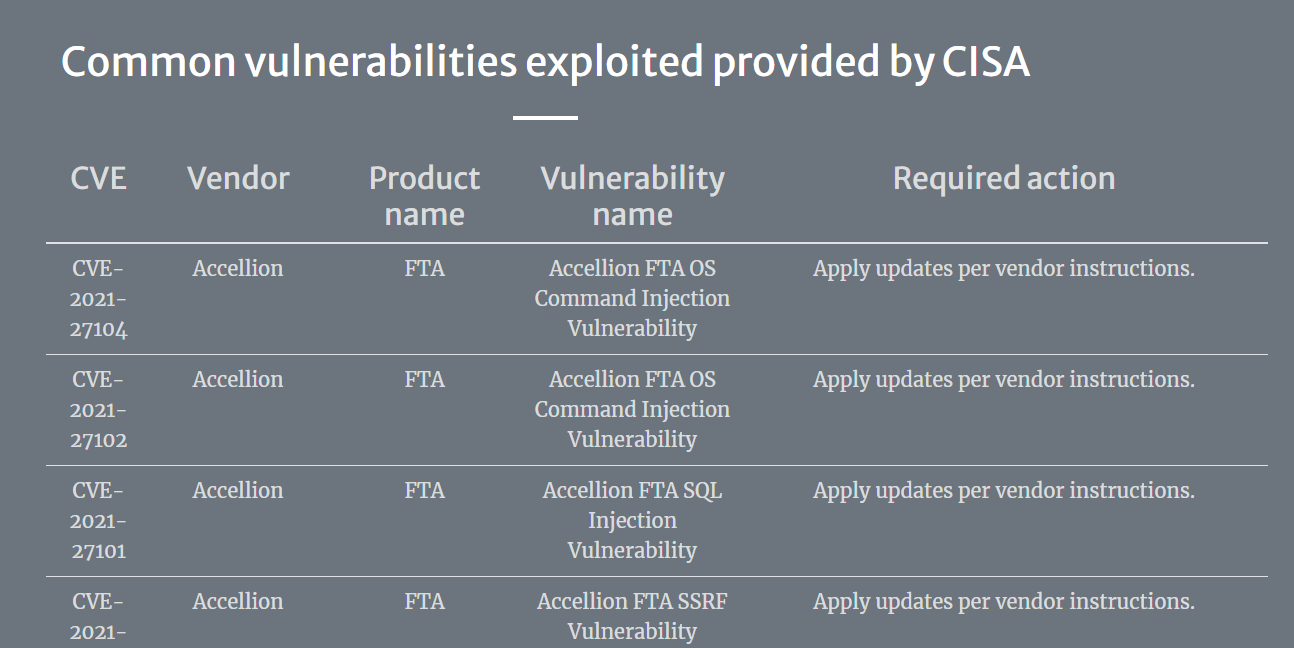 Common vulnerabilities exploited provided by CISA
CVE Vendor Product name Vulnerability name Required action
CVE-2021-27104 Accellion FTA Accellion FTA OS Command Injection Vulnerability Apply updates per vendor instructions.
CVE-2021-27102 Accellion FTA Accellion FTA OS Command Injection Vulnerability Apply updates per vendor instructions.
CVE-2021-27101 Accellion FTA Accellion FTA SQL Injection Vulnerability Apply updates per vendor instructions.
CVE-2021- Accellion FTA Accellion FTA SSRF Vulnerability Apply updates per vendor instructions.